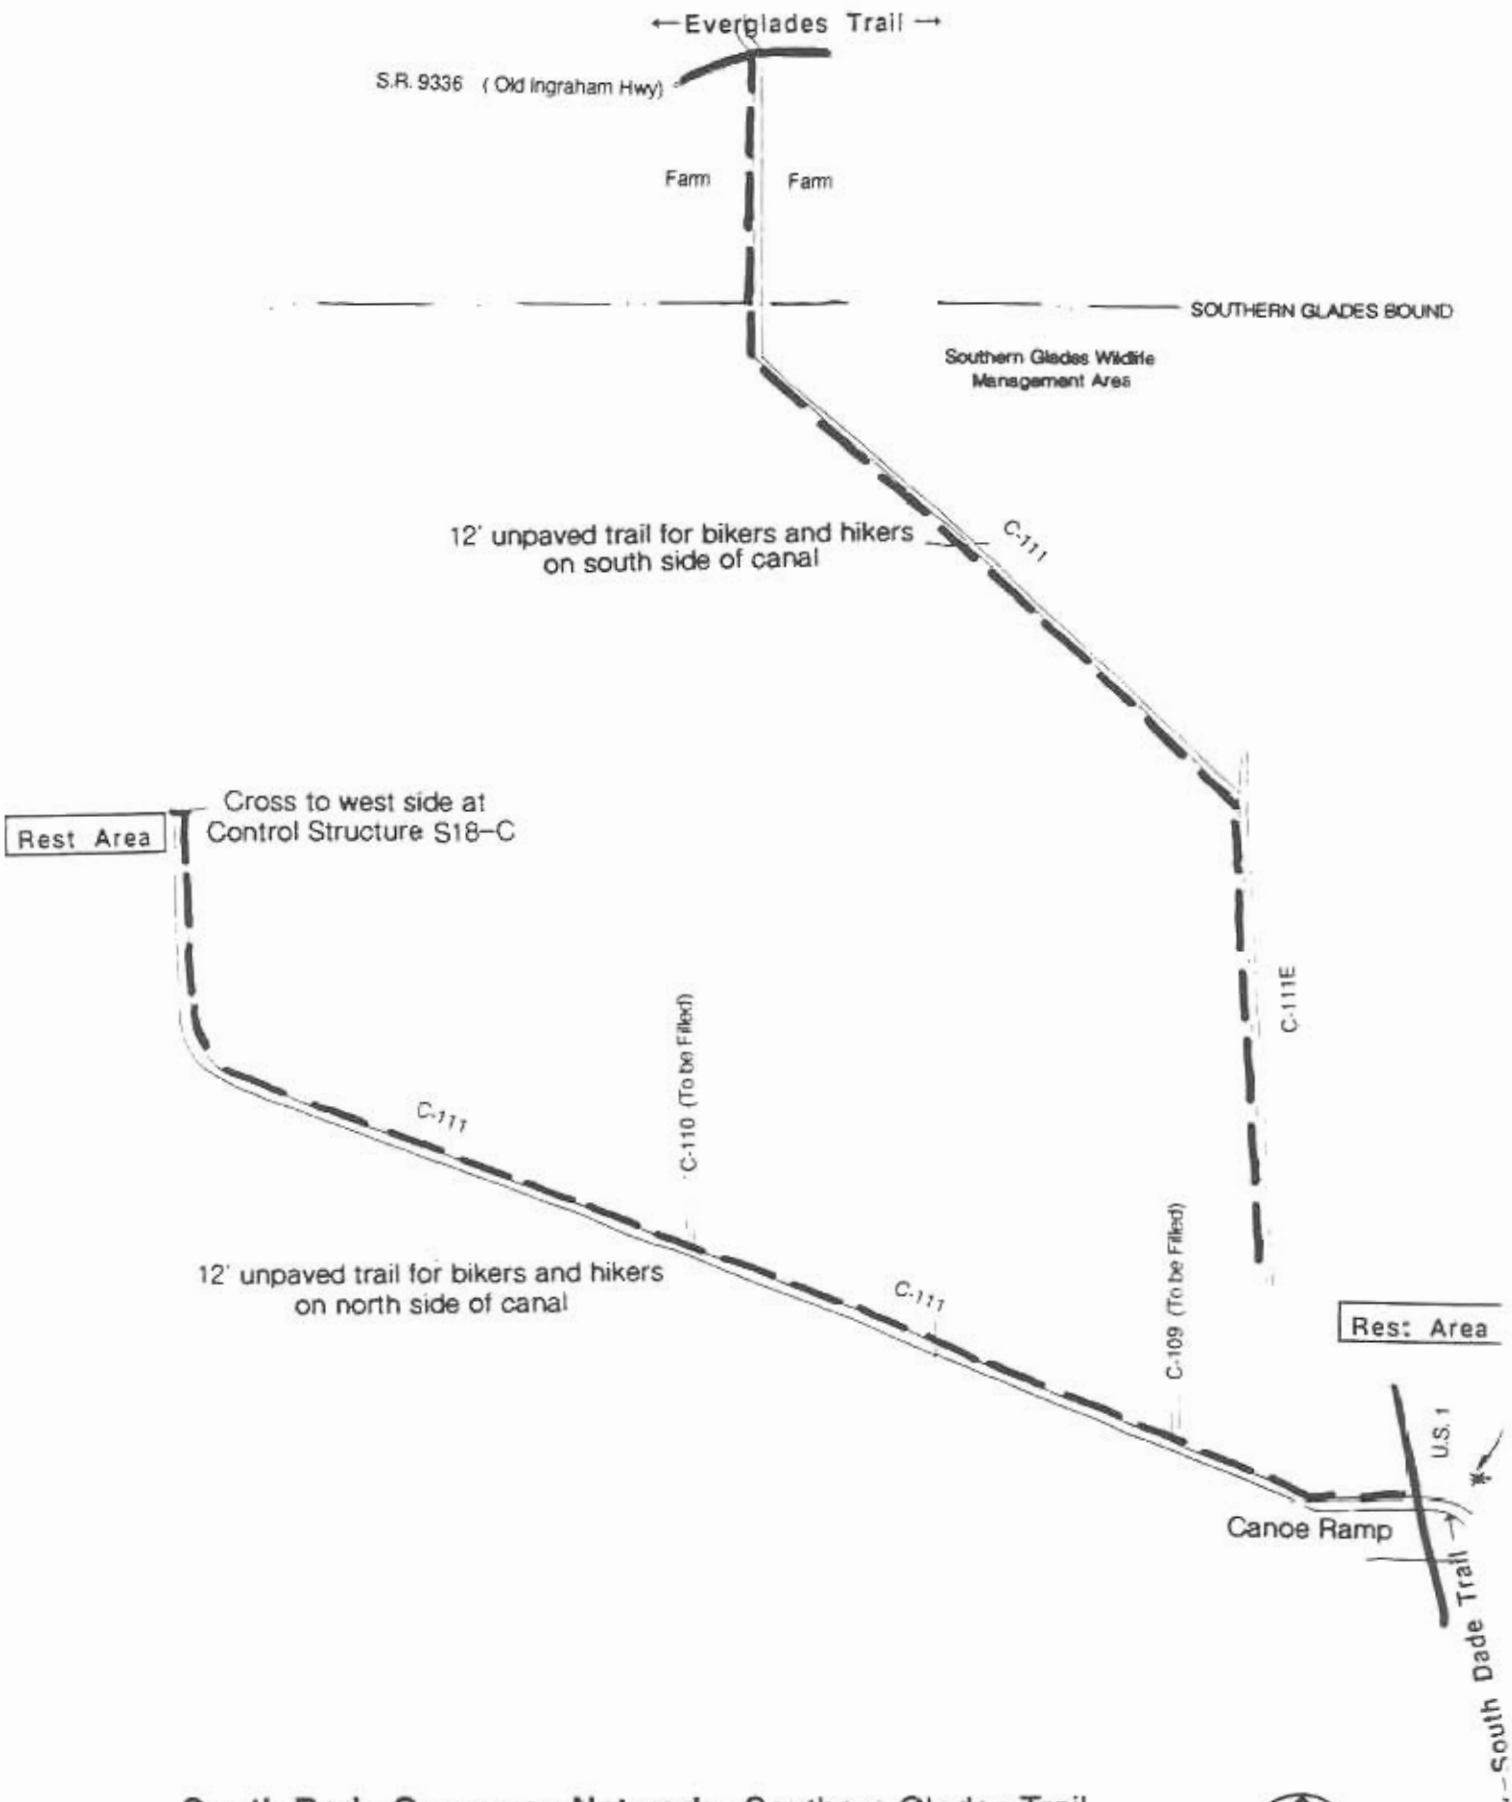 ←Everglades Trail→
S.R. 9336 (Old Ingraham Hwy)
Farm Farm
SOUTHERN GLADES BOUND
Southern Glades Wildlife
Management Area
12' unpaved trail for bikers and hikers
on south side of canal
C-111
Cross to west side at
Control Structure S18-C
Rest Area
C-111E
C-110 (To be Filled)
C-111
12' unpaved trail for bikers and hikers
on north side of canal
C-111
C-109 (To be Filled)
Rest Area
U.S. 1
Canoe Ramp
South Dade Trail
Southern Glades Trail